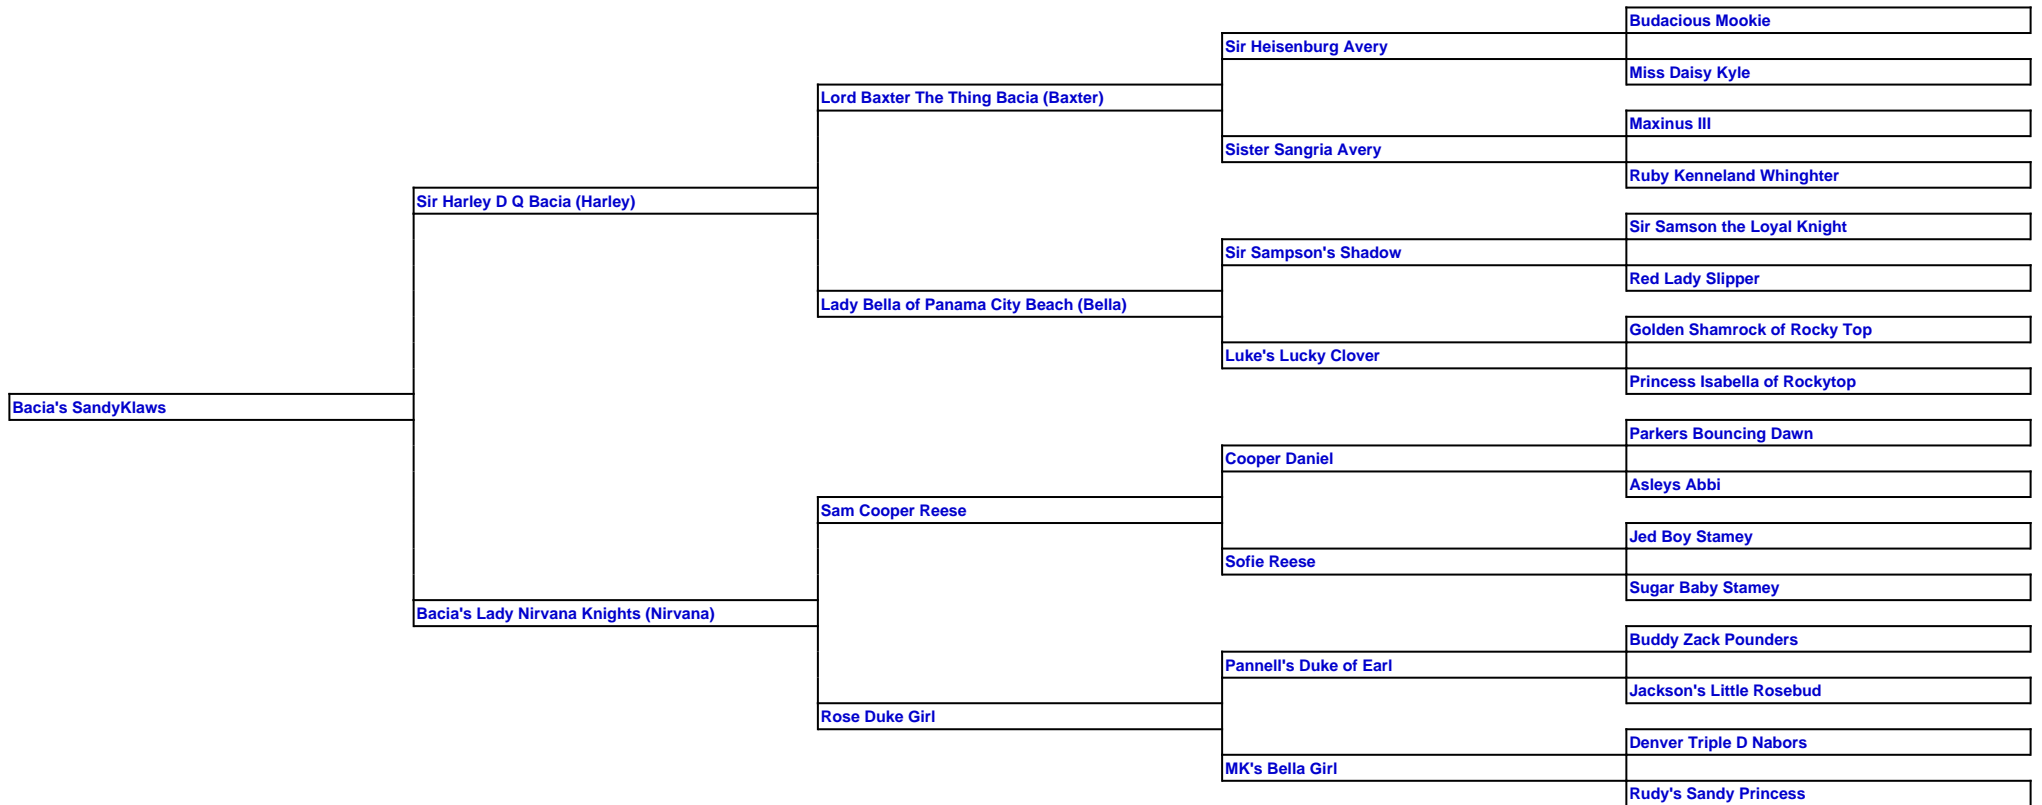 Budacious Mookie
Sir Heisenburg Avery
Miss Daisy Kyle
Lord Baxter The Thing Bacia (Baxter)
Maxinus III
Sister Sangria Avery
Ruby Kenneland Whinghter
Sir Harley D Q Bacia (Harley)
Sir Samson the Loyal Knight
Sir Sampson's Shadow
Red Lady Slipper
Lady Bella of Panama City Beach (Bella)
Golden Shamrock of Rocky Top
Luke's Lucky Clover
Princess Isabella of Rockytop
Bacia's SandyKlaws
Parkers Bouncing Dawn
Cooper Daniel
Asleys Abbi
Sam Cooper Reese
Jed Boy Stamey
Sofie Reese
Sugar Baby Stamey
Bacia's Lady Nirvana Knights (Nirvana)
Buddy Zack Pounders
Pannell's Duke of Earl
Jackson's Little Rosebud
Rose Duke Girl
Denver Triple D Nabors
MK's Bella Girl
Rudy's Sandy Princess